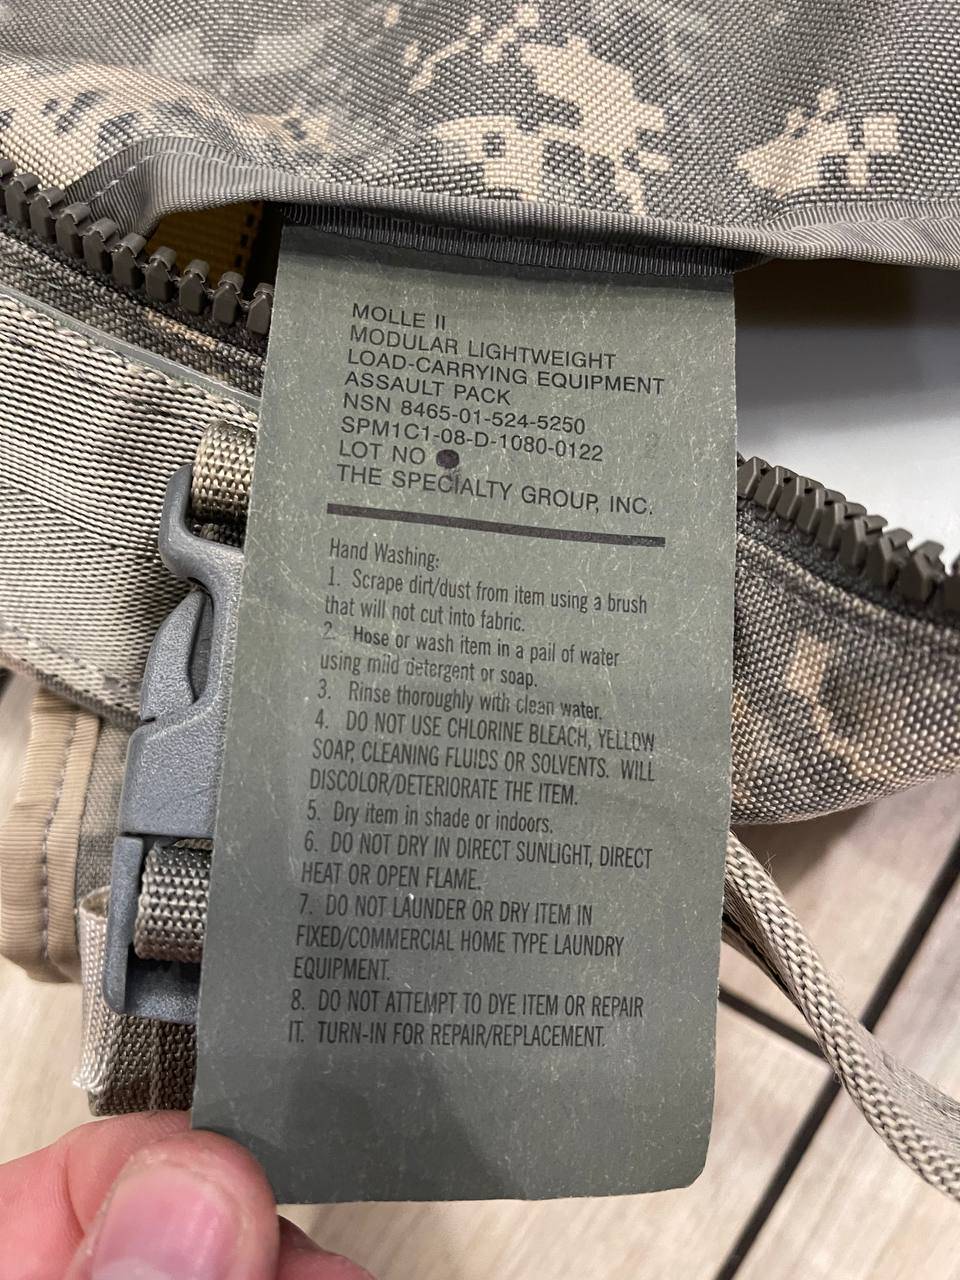 MOLLE II
MODULAR LIGHTWEIGHT
LOAD-CARRYING EQUIPMENT
ASSAULT PACK
NSN 8465-01-524-5250
SPM1C1-08-D-1080-0122
LOT NO
THE SPECIALTY GROUP, INC.
Hand Washing:
1. Scrape dirt/dust from item using a brush
that will not cut into fabric.
2. Hose or wash item in a pail of water
using mild detergent or soap.
3. Rinse thoroughly with clean water.
4. DO NOT USE CHLORINE BLEACH, YELLOW
SOAP, CLEANING FLUIDS OR SOLVENTS. WILL
DISCOLOR/DETERIORATE THE ITEM.
5. Dry item in shade or indoors.
6. DO NOT DRY IN DIRECT SUNLIGHT, DIRECT
HEAT OR OPEN FLAME.
7. DO NOT LAUNDER OR DRY ITEM IN
FIXED/COMMERCIAL HOME TYPE LAUNDRY
EQUIPMENT.
8. DO NOT ATTEMPT TO DYE ITEM OR REPAIR
IT. TURN-IN FOR REPAIR/REPLACEMENT.